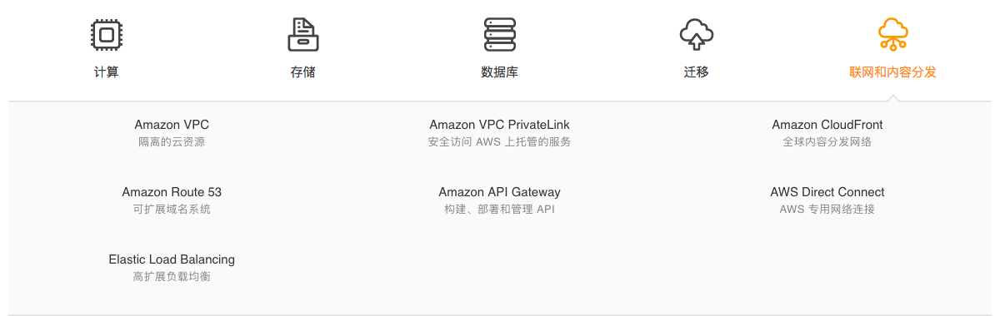 计算
存储
数据库
迁移
联网和内容分发
Amazon VPC
隔离的云资源
Amazon VPC PrivateLink
安全访问 AWS 上托管的服务
Amazon CloudFront
全球内容分发网络
Amazon Route 53
可扩展域名系统
Amazon API Gateway
构建、部署和管理 API
AWS Direct Connect
AWS 专用网络连接
Elastic Load Balancing
高扩展负载均衡